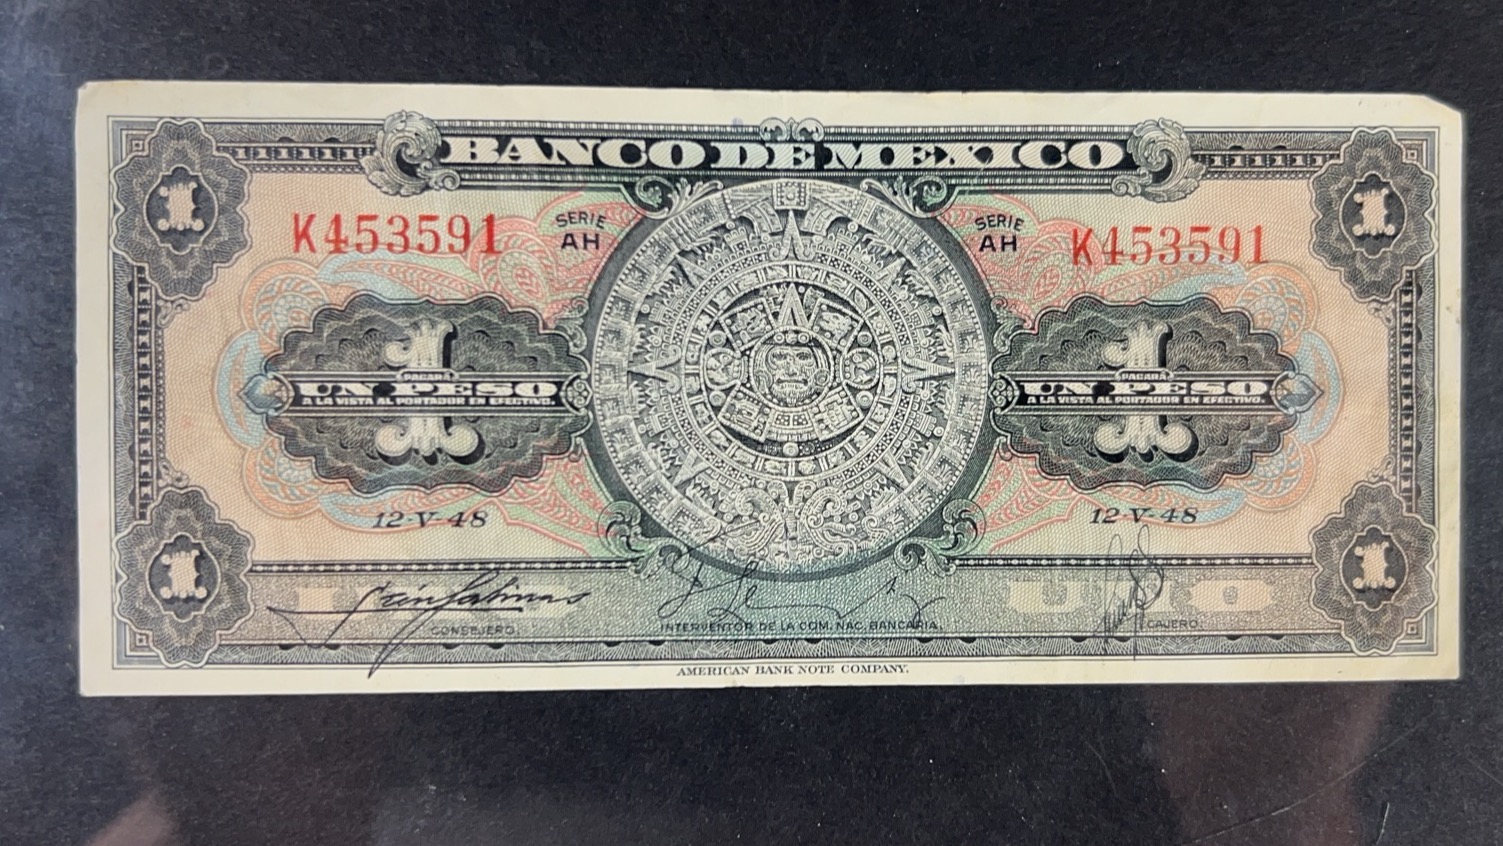 BANCO DE MEXICO
1 1
K453591 SERIE AH SERIE AH K453591
1 1
PAGARÁ PAGARÁ
UN PESO UN PESO
A LA VISTA AL PORTADOR EN EFECTIVO. A LA VISTA AL PORTADOR EN EFECTIVO.
12-V-48 12-V-48
1 1
CONSEJERO. INTERVENTOR DE LA COM. NAC. BANCARIA. CAJERO.
AMERICAN BANK NOTE COMPANY.